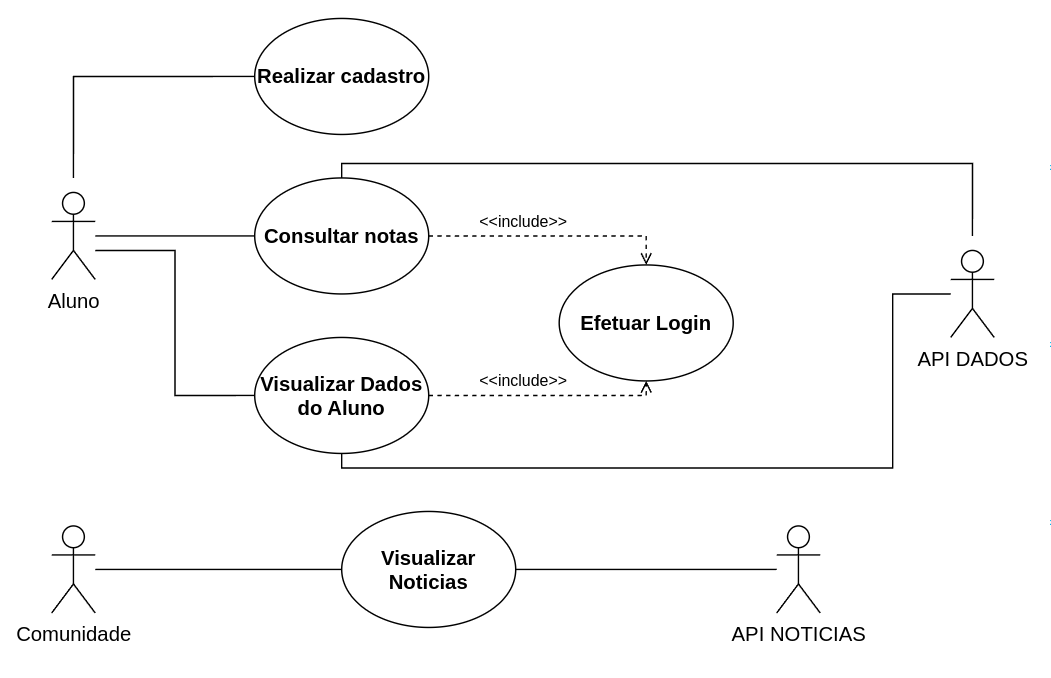 Realizar cadastro
Consultar notas
<<include>>
Aluno
Efetuar Login
API DADOS
Visualizar Dados
do Aluno
<<include>>
Visualizar
Noticias
Comunidade
API NOTICIAS